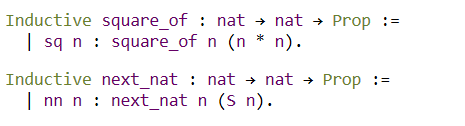 Inductive square_of : nat → nat → Prop :=
| sq n : square_of n (n * n).
Inductive next_nat : nat → nat → Prop :=
| nn n : next_nat n (S n).